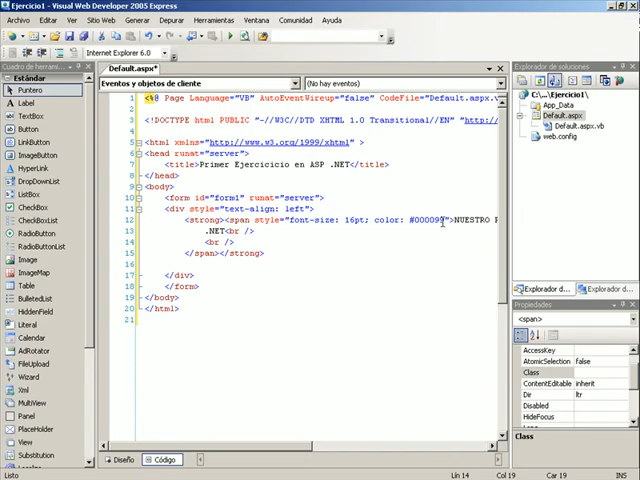 Ejercicio1 - Visual Web Developer 2005 Express
Archivo Editar Ver Sitio Web Generar Depurar Herramientas Ventana Comunidad Ayuda
Internet Explorer 6.0
Cuadro de herramien...
Estándar
Puntero
Label
TextBox
Button
LinkButton
ImageButton
HyperLink
DropDownList
ListBox
CheckBox
CheckBoxList
RadioButton
RadioButtonList
Image
ImageMap
Table
BulletedList
HiddenField
Literal
Calendar
AdRotator
FileUpload
Wizard
Xml
MultiView
Panel
PlaceHolder
View
Substitution
Localize
Default.aspx*
Eventos y objetos de cliente (No hay eventos)
1 <%@ Page Language="VB" AutoEventWireup="false" CodeFile="Default.aspx.v
2
3 <!DOCTYPE html PUBLIC "-//W3C//DTD XHTML 1.0 Transitional//EN" "http://
4
5 <html xmlns="http://www.w3.org/1999/xhtml" >
6 <head runat="server">
7 <title>Primer Ejercicicio en ASP .NET</title>
8 </head>
9 <body>
10 <form id="form1" runat="server">
11 <div style="text-align: left">
12 <strong><span style="font-size: 16pt; color: #000099">NUESTRO P
13 .NET<br />
14 <br />
15 </span></strong>
16
17 </div>
18 </form>
19 </body>
20 </html>
21
Diseño Código
Explorador de soluciones
C:\...\Ejercicio1\
App_Data
Default.aspx
Default.aspx.vb
web.config
Explorador d... Explorador d...
Propiedades
<span>
AccessKey
AtomicSelection false
Class
ContentEditable inherit
Dir ltr
Disabled
HideFocus
Class
Lín 14 Col 19 Car 19